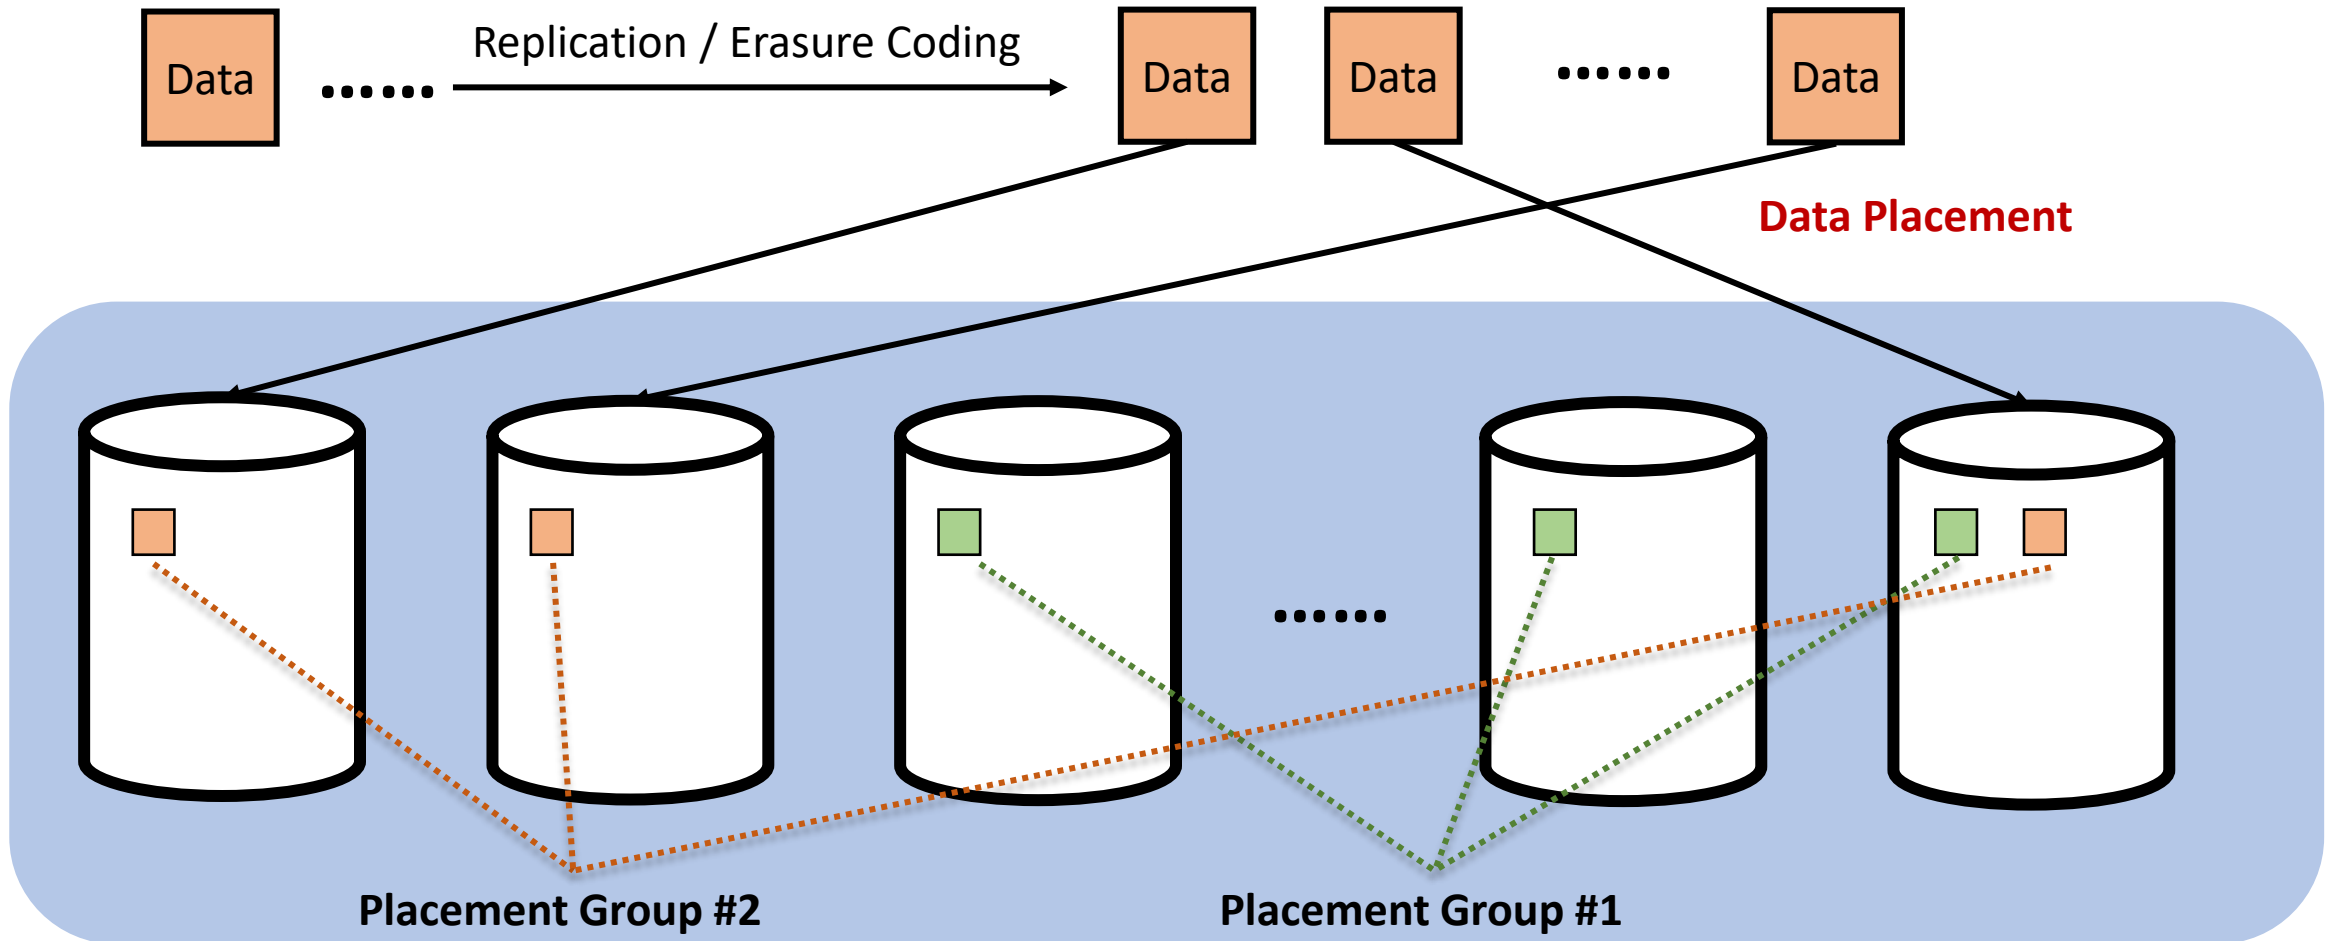 Data
......
Replication / Erasure Coding
Data
Data
......
Data
Data Placement
......
Placement Group #2
Placement Group #1